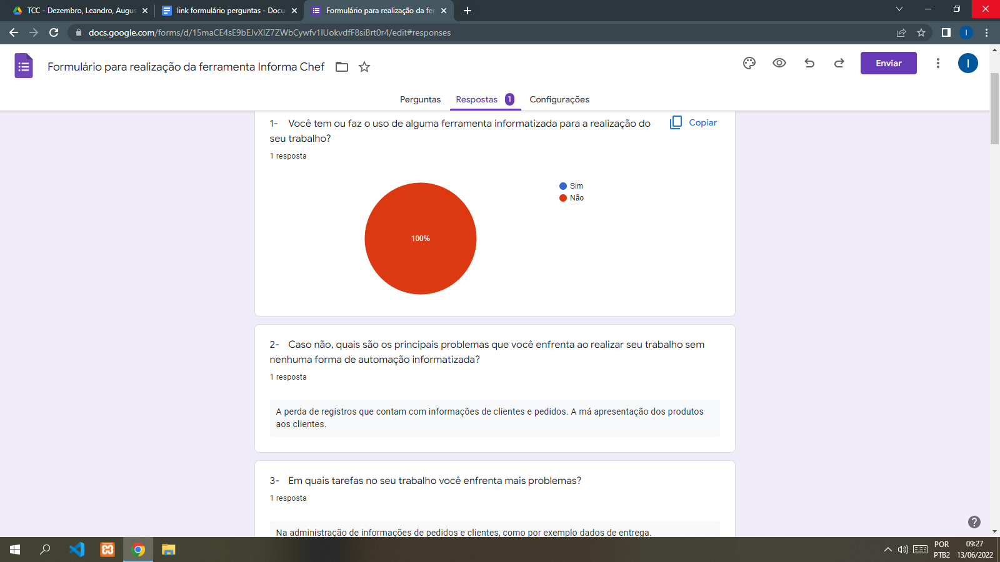 TCC - Dezembro, Leandro, Augus
link formulário perguntas - Docu
Formulário para realização da fer
docs.google.com/forms/d/15maCE4sE9bEJvXlZ7ZWbCywfv1IUokvdfF8siBrt0r4/edit#responses
I
Formulário para realização da ferramenta Informa Chef
Enviar
I
Perguntas
Respostas 1
Configurações
1- Você tem ou faz o uso de alguma ferramenta informatizada para a realização do
seu trabalho?
Copiar
1 resposta
Sim
Não
100%
2- Caso não, quais são os principais problemas que você enfrenta ao realizar seu trabalho sem
nenhuma forma de automação informatizada?
1 resposta
A perda de registros que contam com informações de clientes e pedidos. A má apresentação dos produtos
aos clientes.
3- Em quais tarefas no seu trabalho você enfrenta mais problemas?
1 resposta
Na administração de informações de pedidos e clientes, como por exemplo dados de entrega.
POR
PTB2
09:27
13/06/2022